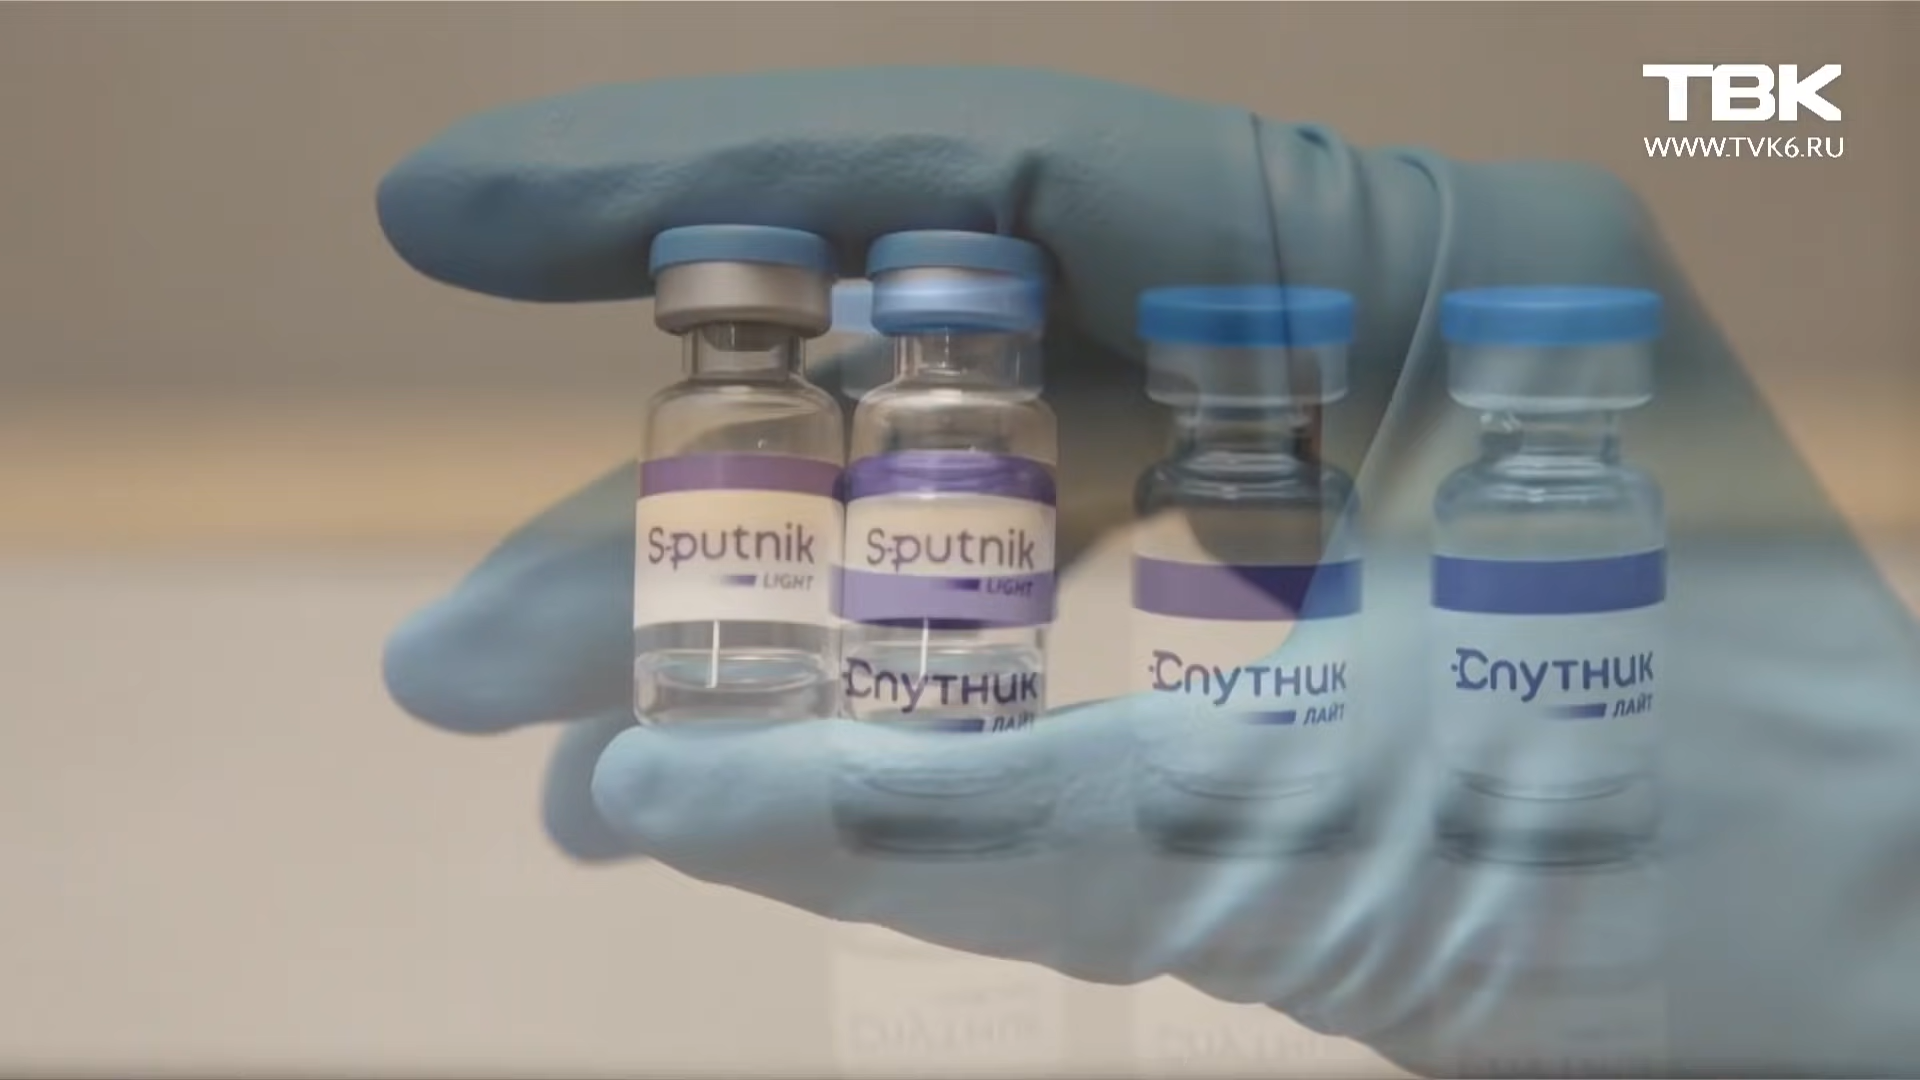 ТВК
WWW.TVK6.RU
Sputnik
LIGHT
Sputnik
LIGHT
Спутник
ЛАЙТ
Спутник
ЛАЙТ
Спутник
ЛАЙТ